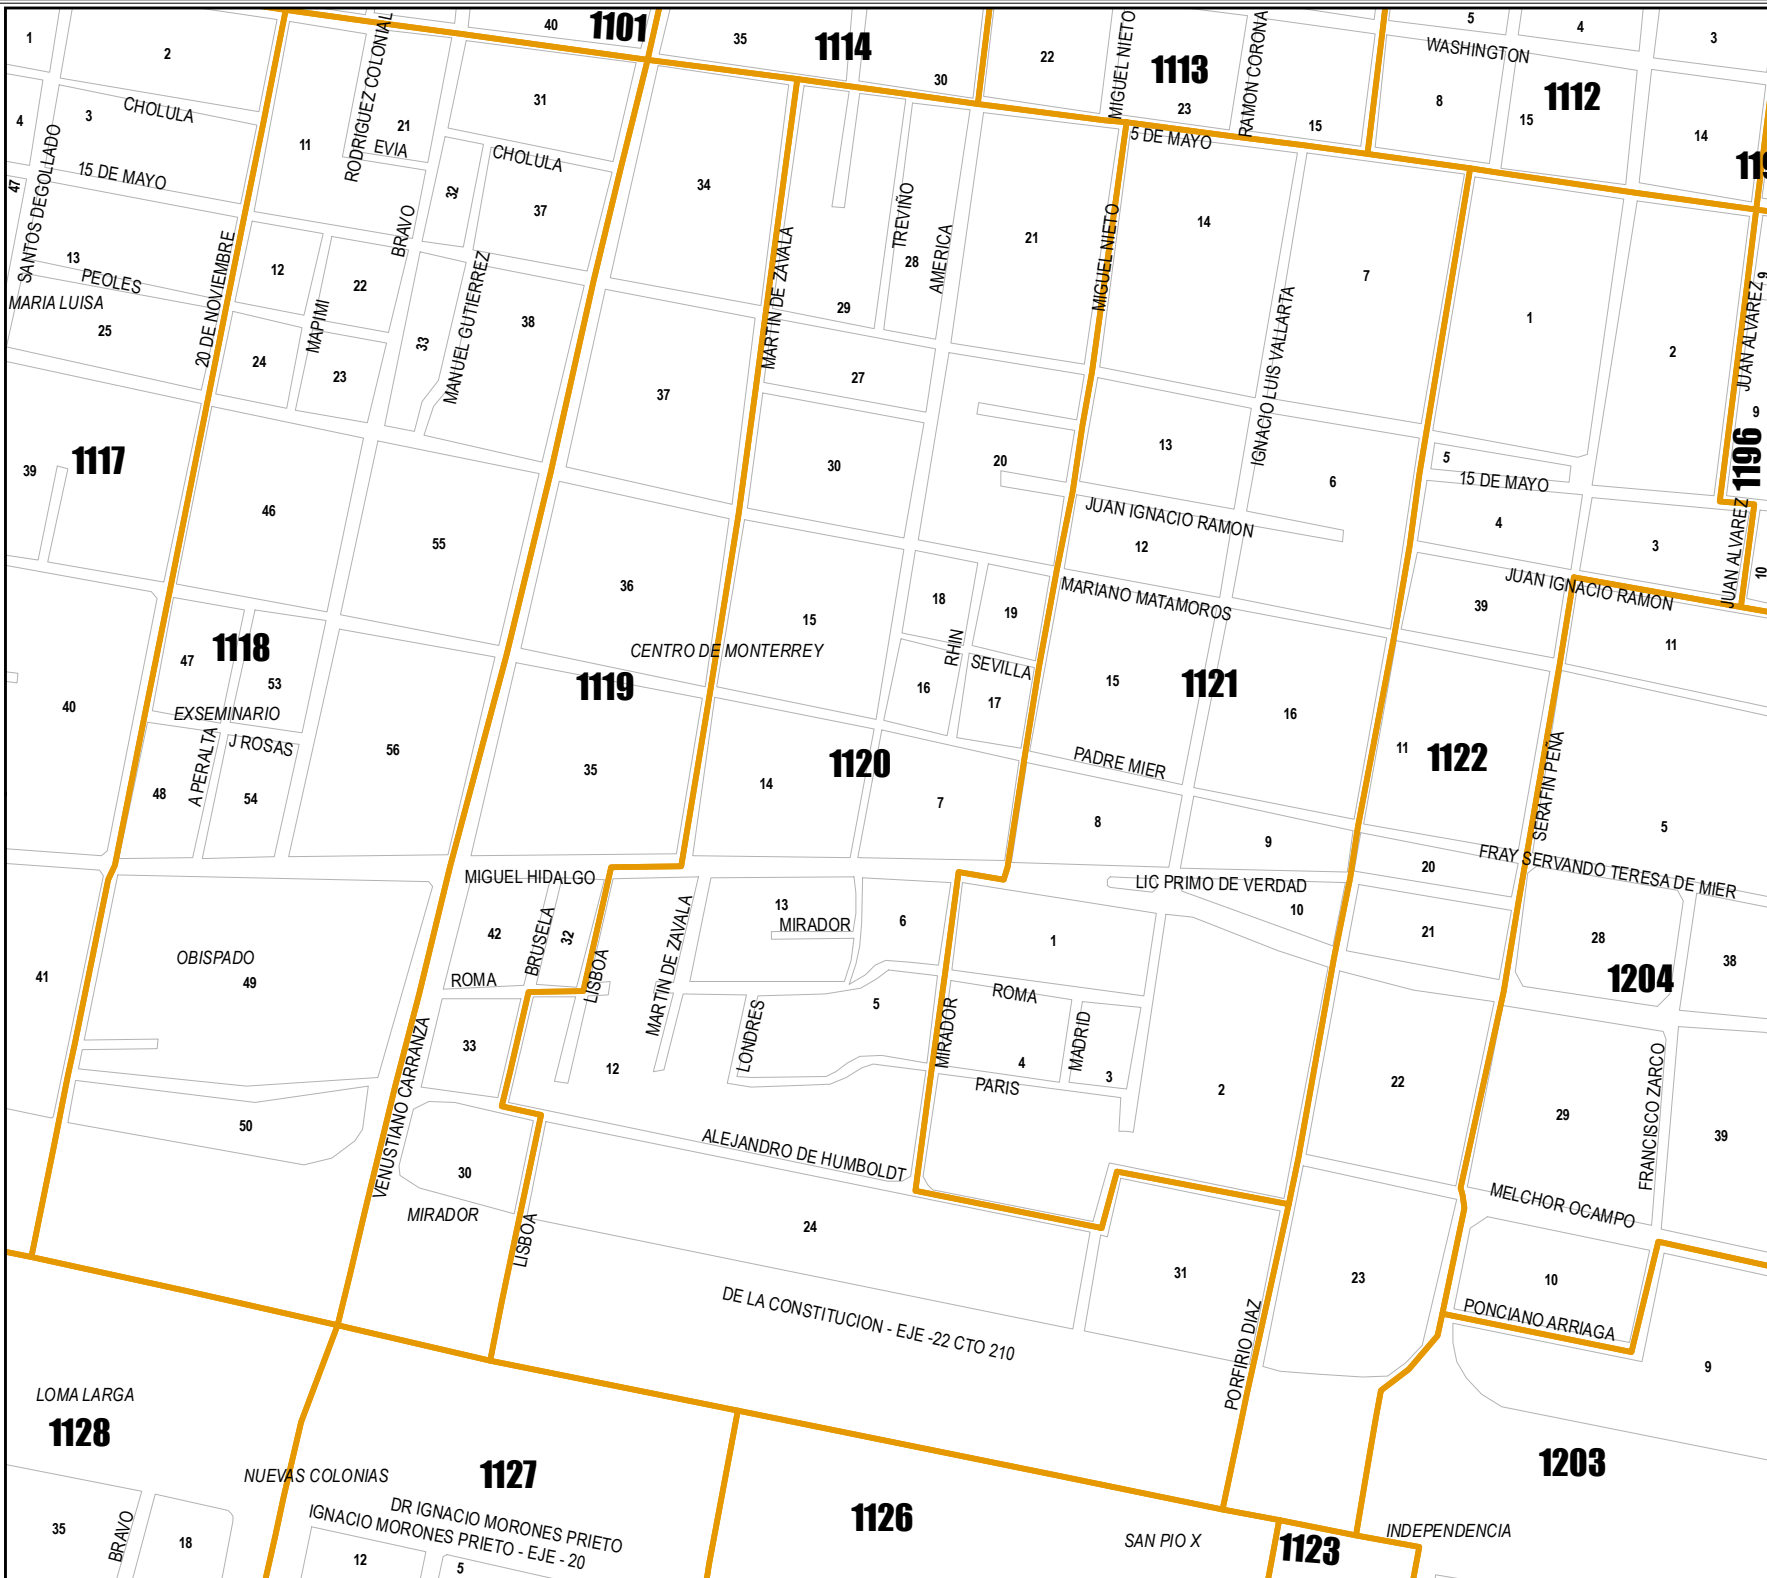 40
1101
35
1114
30
22
MIGUEL NIETO
1113
23
RAMON CORONA
15
5
4
3
WASHINGTON
8
15
1112
14
1
2
4
3
CHOLULA
15 DE MAYO
47
SANTOS DEGOLLADO
13
PEOLES
MARIA LUISA
25
20 DE NOVIEMBRE
11
RODRIGUEZ COLONIAL
21
EVIA
31
CHOLULA
32
37
BRAVO
12
22
MAPIMI
24
23
33
MANUEL GUTIERREZ
38
34
37
MARTIN DE ZAVALA
TREVIÑO
28
AMERICA
29
27
30
21
20
5 DE MAYO
MIGUEL NIETO
14
7
IGNACIO LUIS VALLARTA
13
6
JUAN IGNACIO RAMON
12
MARIANO MATAMOROS
1
2
JUAN ALVAREZ
9
9
1196
5
15 DE MAYO
4
3
JUAN ALVAREZ
10
JUAN IGNACIO RAMON
39
11
39
1117
46
55
36
15
18
19
RHIN
SEVILLA
16
17
CENTRO DE MONTERREY
1118
47
53
EXSEMINARIO
J ROSAS
A PERALTA
48
54
56
40
1119
35
1120
14
7
1121
15
16
PADRE MIER
8
9
1122
11
SERAFIN PEÑA
5
20
FRAY SERVANDO TERESA DE MIER
LIC PRIMO DE VERDAD
10
21
28
38
1204
MIGUEL HIDALGO
42
BRUSELA
32
LISBOA
ROMA
MARTIN DE ZAVALA
13
MIRADOR
6
1
ROMA
MADRID
MIRADOR
4
3
PARIS
2
LONDRES
5
12
33
OBISPADO
49
41
50
VENUSTIANO CARRANZA
ALEJANDRO DE HUMBOLDT
30
MIRADOR
LISBOA
24
DE LA CONSTITUCION - EJE -22 CTO 210
31
PORFIRIO DIAZ
22
23
29
FRANCISCO ZARCO
39
MELCHOR OCAMPO
10
PONCIANO ARRIAGA
9
LOMA LARGA
1128
NUEVAS COLONIAS
1127
DR IGNACIO MORONES PRIETO
IGNACIO MORONES PRIETO - EJE - 20
35
BRAVO
18
12
5
1126
SAN PIO X
1123
INDEPENDENCIA
1203